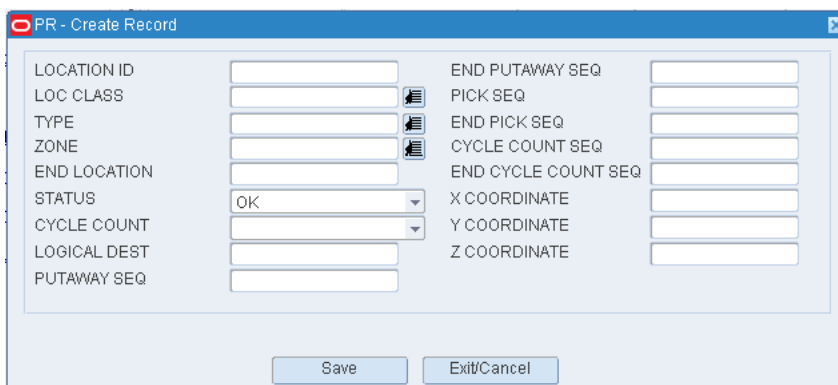 PR - Create Record
LOCATION ID
LOC CLASS
TYPE
ZONE
END LOCATION
STATUS OK
CYCLE COUNT
LOGICAL DEST
PUTAWAY SEQ
END PUTAWAY SEQ
PICK SEQ
END PICK SEQ
CYCLE COUNT SEQ
END CYCLE COUNT SEQ
X COORDINATE
Y COORDINATE
Z COORDINATE
Save Exit/Cancel